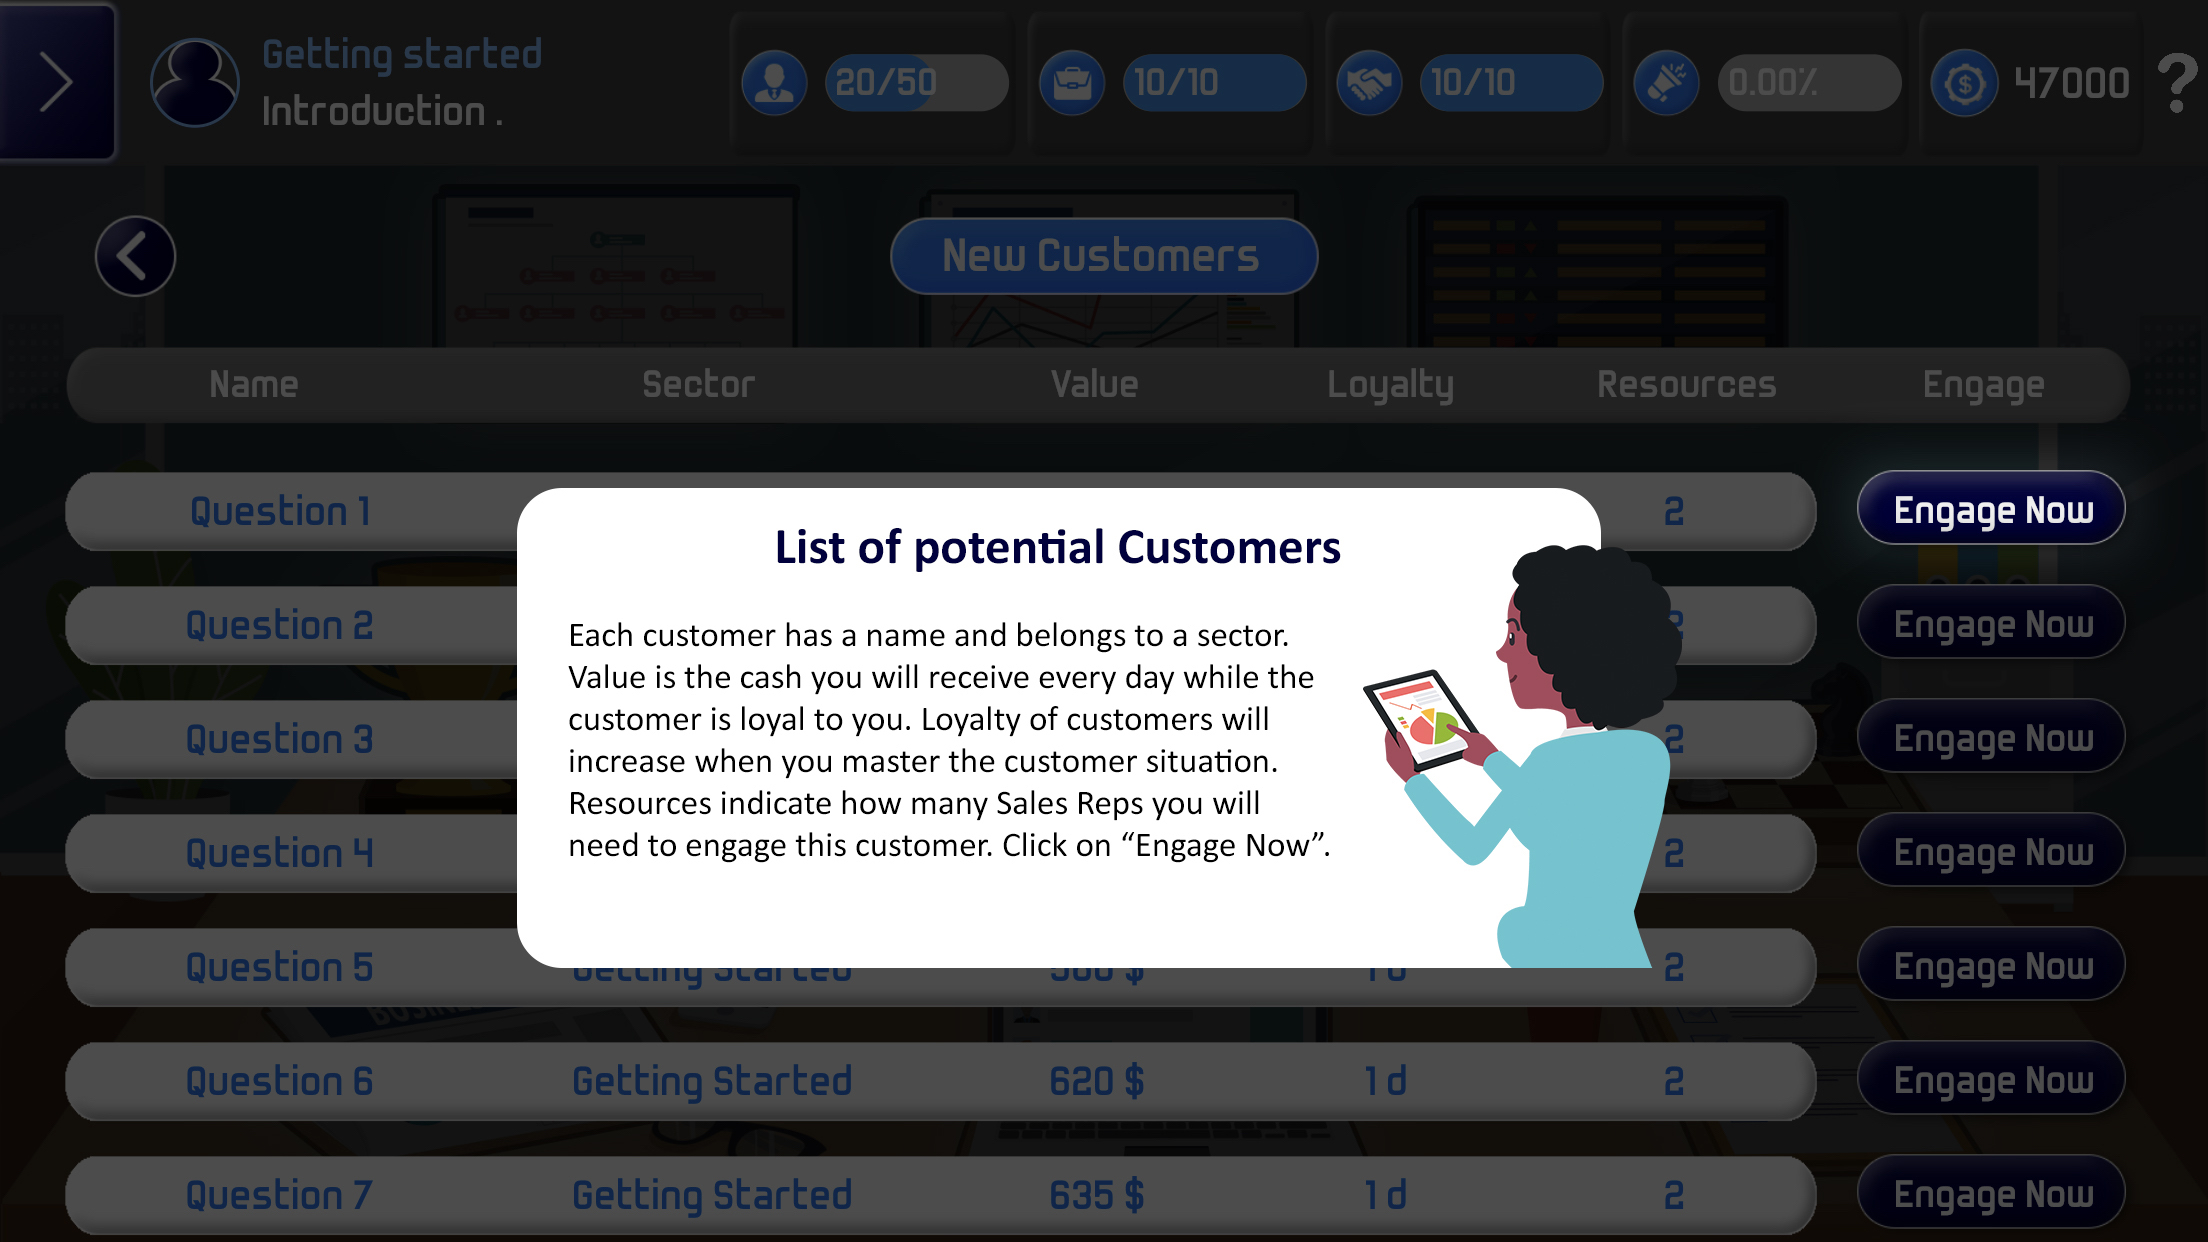 Getting started
Introduction .
20/50
10/10
10/10
0.00%
47000
?
New Customers
Name Sector Value Loyalty Resources Engage
Question 1 2 Engage Now
List of potential Customers
Each customer has a name and belongs to a sector.
Value is the cash you will receive every day while the
customer is loyal to you. Loyalty of customers will
increase when you master the customer situation.
Resources indicate how many Sales Reps you will
need to engage this customer. Click on “Engage Now”.
Question 2 Engage Now
Question 3 2 Engage Now
Question 4 2 Engage Now
Question 5 Getting Started 2 Engage Now
Question 6 Getting Started 620 $ 1 d 2 Engage Now
Question 7 Getting Started 635 $ 1 d 2 Engage Now